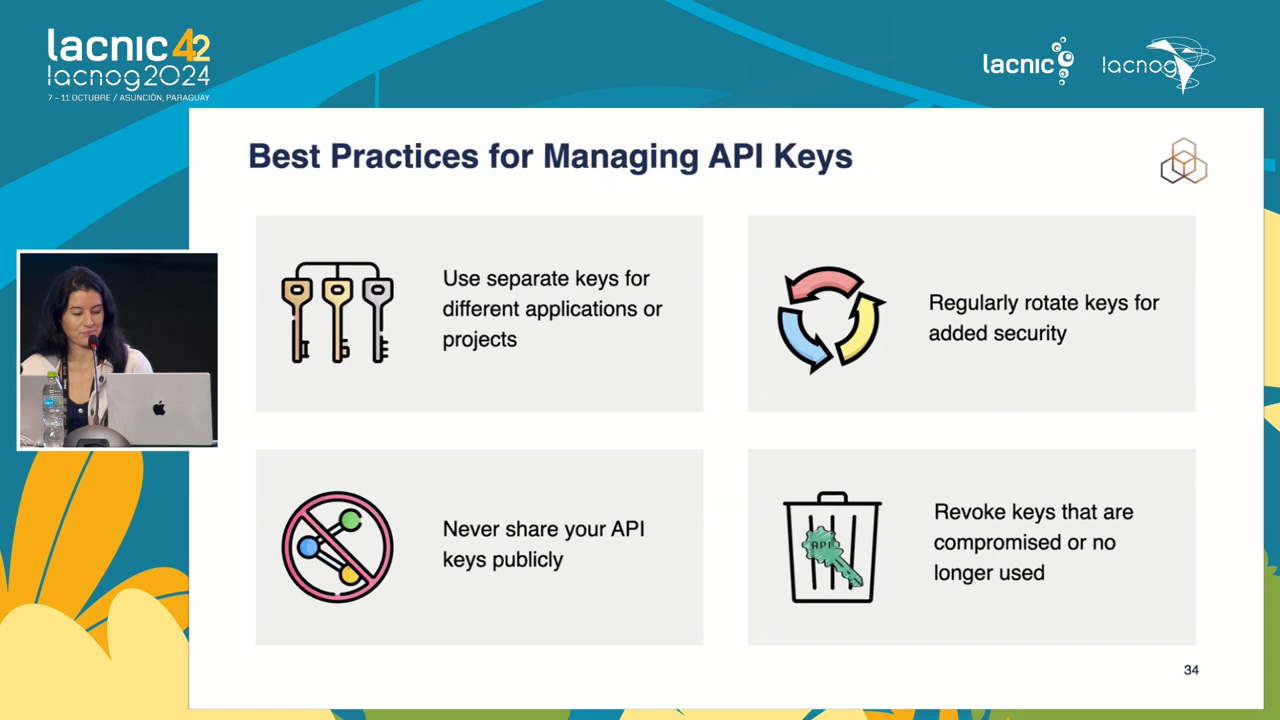 lacnic 42
lacnog2024
7 - 11 OCTUBRE / ASUNCIÓN, PARAGUAY
lacnic
lacnog
Best Practices for Managing API Keys
Use separate keys for
different applications or
projects
Regularly rotate keys for
added security
Never share your API
keys publicly
API
Revoke keys that are
compromised or no
longer used
34